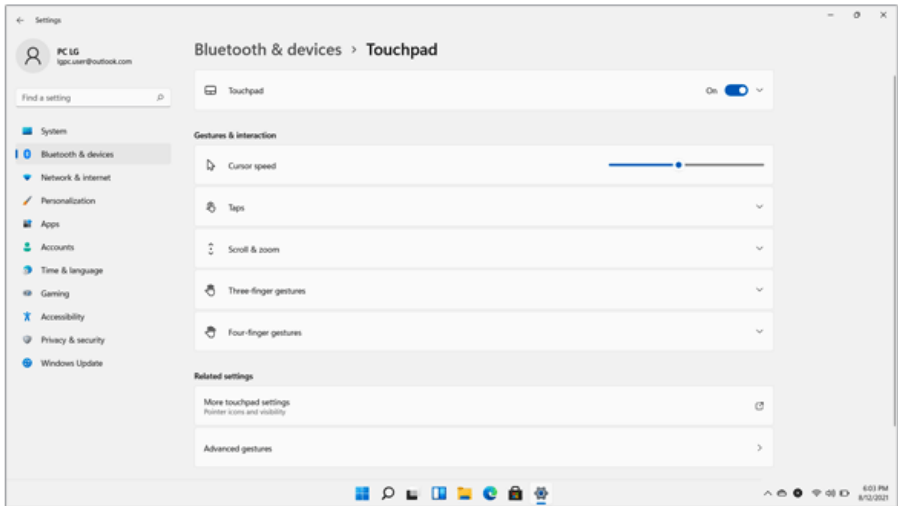 Settings
PC LG
lgpc.user@outlook.com
Find a setting
System
Bluetooth & devices
Network & internet
Personalization
Apps
Accounts
Time & language
Gaming
Accessibility
Privacy & security
Windows Update
Bluetooth & devices > Touchpad
Touchpad
On
Gestures & interaction
Cursor speed
Taps
Scroll & zoom
Three-finger gestures
Four-finger gestures
Related settings
More touchpad settings
Pointer icons and visibility
Advanced gestures
6:03 PM
8/12/2021